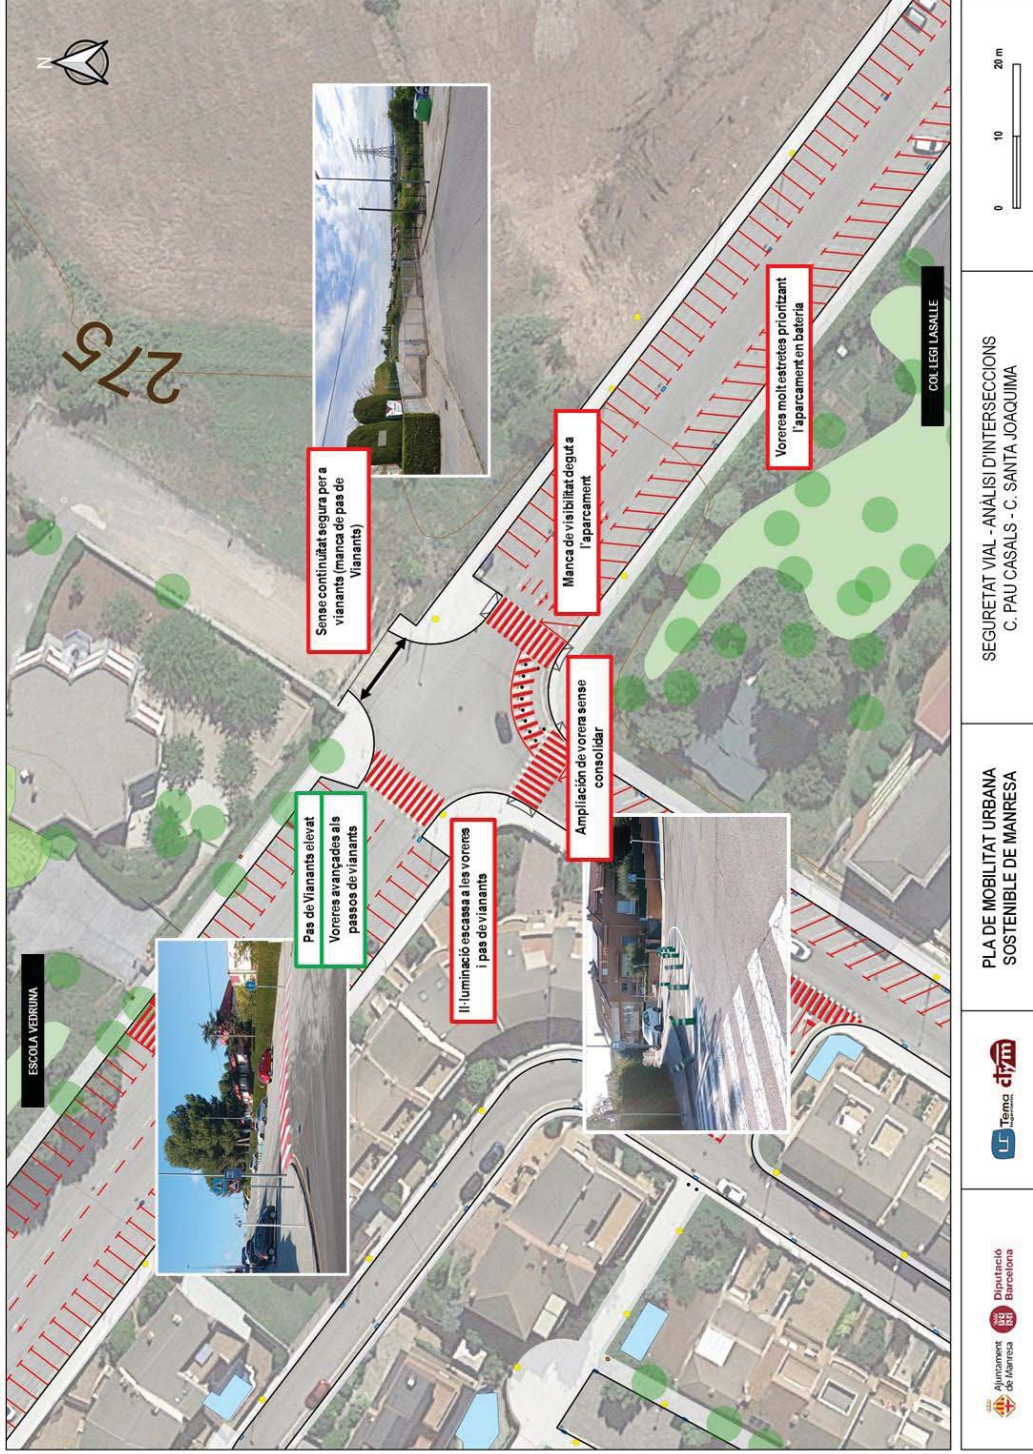 N
275
ESCOLA VEDRUNA
Pas de Vianants elevat
Voreres avançades als
passos de vianants
Sense continuïtat segura per a
vianants (manca de pas de
Vianants)
Il·luminació escassa a les voreres
i pas de vianants
Ampliación de vorera sense
consolidar
Manca de visibilitat degut a
l'aparcament
Voreres molt estretes prioritzant
l'aparcament en bateria
COL·LEGI LASALLE
Ajuntament
de Manresa
Diputació
Barcelona
Tema
Ingeniería
dym
PLA DE MOBILITAT URBANA
SOSTENIBLE DE MANRESA
SEGURETAT VIAL - ANÀLISI D'INTERSECCIONS
C. PAU CASALS - C. SANTA JOAQUIMA
0 10 20 m